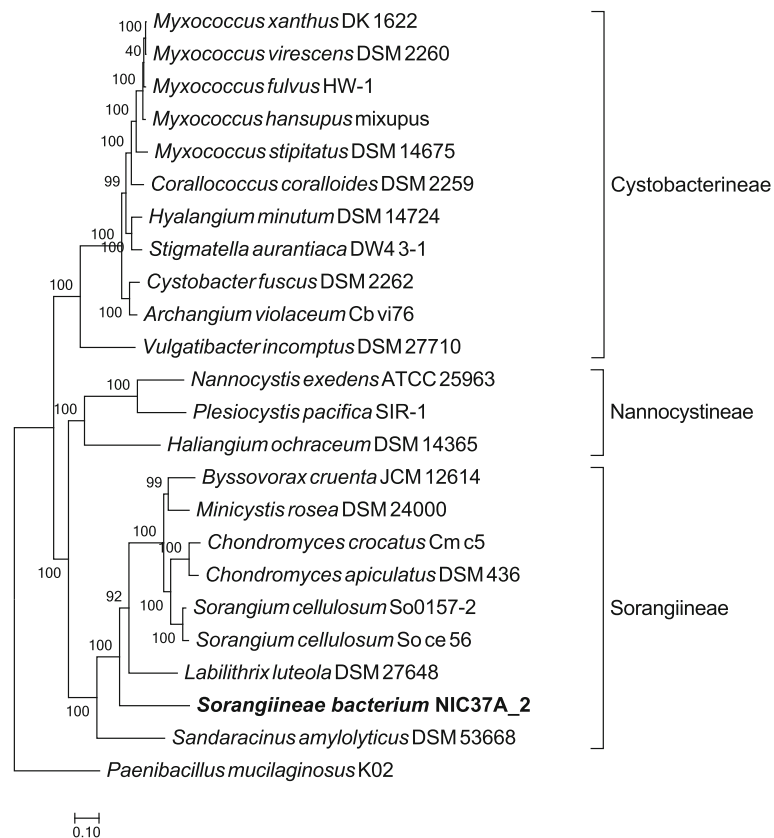 Myxococcus xanthus DK 1622
Myxococcus virescens DSM 2260
Myxococcus fulvus HW-1
Myxococcus hansupus mixupus
Myxococcus stipitatus DSM 14675
Corallococcus coralloides DSM 2259
Hyalangium minutum DSM 14724
Stigmatella aurantiaca DW4 3-1
Cystobacter fuscus DSM 2262
Archangium violaceum Cb vi76
Vulgatibacter incomptus DSM 27710
Nannocystis exedens ATCC 25963
Plesiocystis pacifica SIR-1
Haliangium ochraceum DSM 14365
Byssovorax cruenta JCM 12614
Minicystis rosea DSM 24000
Chondromyces crocatus Cm c5
Chondromyces apiculatus DSM 436
Sorangium cellulosum So0157-2
Sorangium cellulosum So ce 56
Labilithrix luteola DSM 27648
Sorangiineae bacterium NIC37A_2
Sandaracinus amylolyticus DSM 53668
Paenibacillus mucilaginosus K02
Cystobacterineae
Nannocystineae
Sorangiineae
100
40
100
100
100
99
100
100
100
100
100
100
99
100
100
100
100
92
100
100
100
0.10